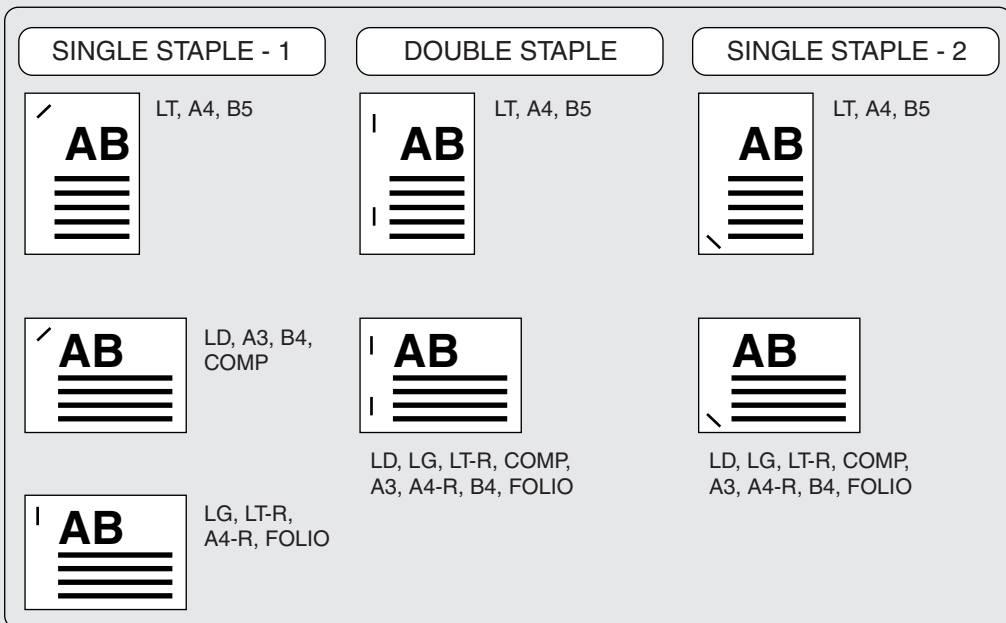 SINGLE STAPLE - 1
LT, A4, B5
AB
LD, A3, B4,
COMP
AB
LG, LT-R,
A4-R, FOLIO
AB
DOUBLE STAPLE
LT, A4, B5
AB
AB
LD, LG, LT-R, COMP,
A3, A4-R, B4, FOLIO
SINGLE STAPLE - 2
LT, A4, B5
AB
AB
LD, LG, LT-R, COMP,
A3, A4-R, B4, FOLIO